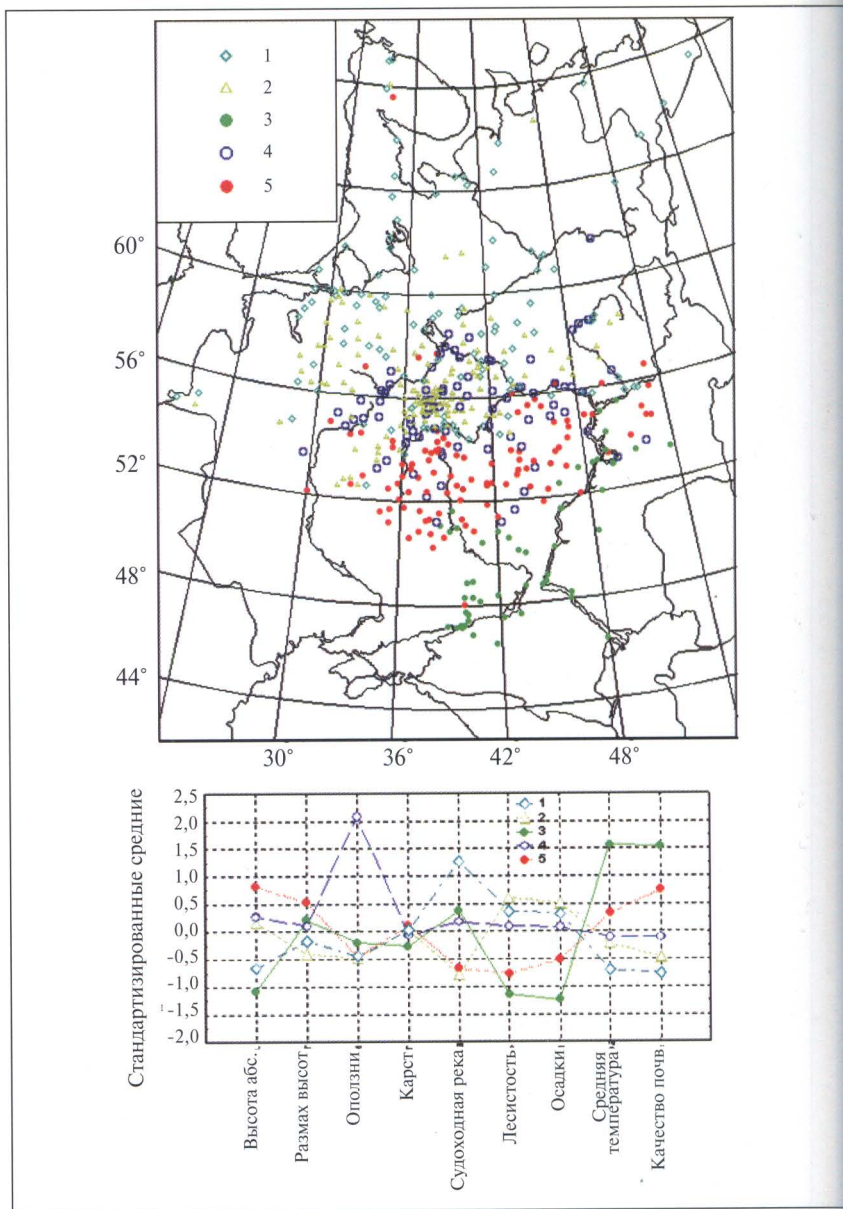 1
2
3
4
5
60°
56°
52°
48°
44°
30° 36° 42° 48°
Стандартизированные средние
2,5
2,0
1,5
1,0
0,5
0,0
-0,5
-1,0
-1,5
-2,0
1
2
3
4
5
Высота абс.
Размах высот
Оползни
Карст
Судоходная река
Лесистость
Осадки
Средняя
температура
Качество почв